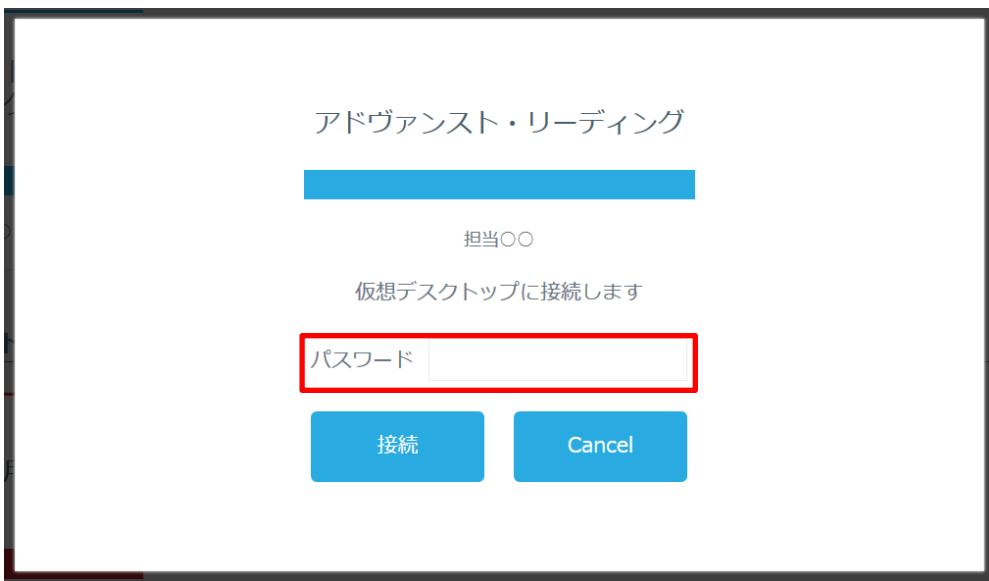 アドヴァンスト・リーディング
担当○○
仮想デスクトップに接続します
パスワード
接続
Cancel